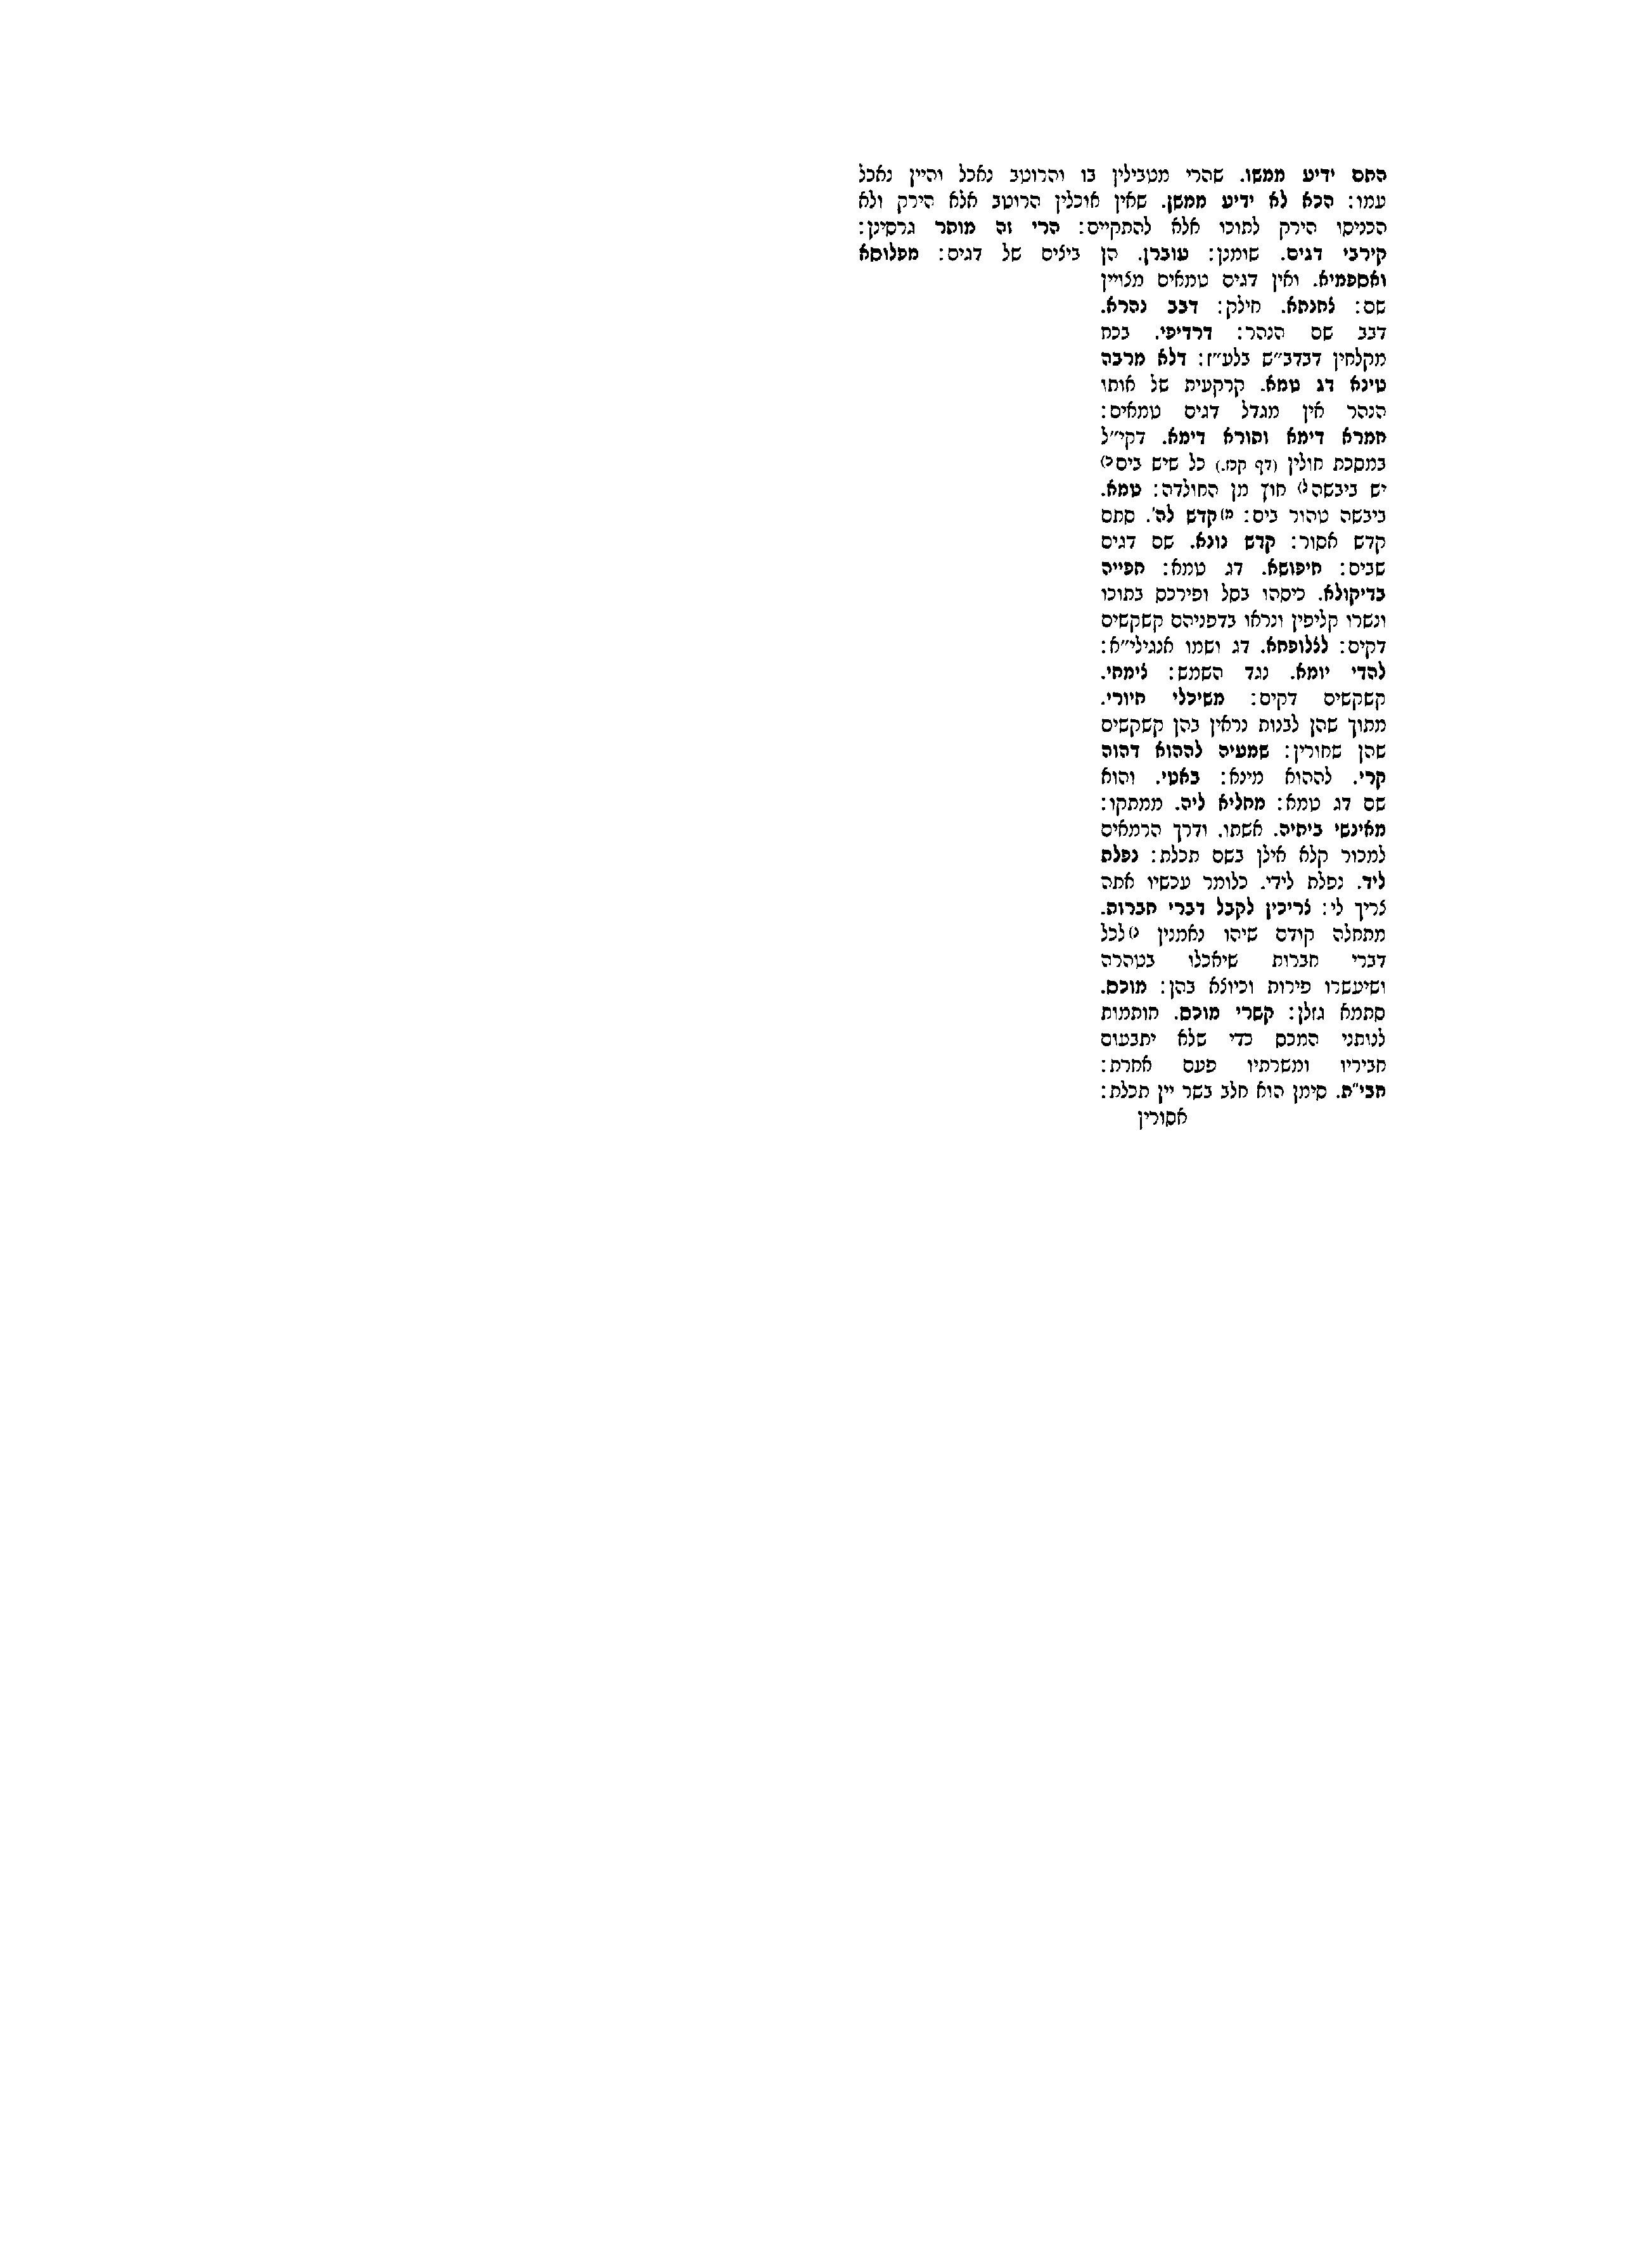 התם ידיע ממשו. שהרי מטבילין בו והרוטב נאכל והיין נאכל
עמו: הכא לא ידיע ממשן. שאין אוכלין הרוטב אלא הירק ולא
הכניסו הירק לתוכו אלא להתקיים: הרי זה מותר גרסינן:
קירבי דגים. שומנן: עוברן. הן ביצים של דגים: מפלוסא
ואספמיא. ואין דגים טמאים מצויין
שם: צחנתא. חילק: דבב נהרא.
דבב שם הנהר: דרדיפי. בכח
מקלחין דבדב״ש בלע״ז: דלא מרבה
טינא דג טמא. קרקעית של אותו
הנהר אין מגדל דגים טמאים:
חמרא דימא ותורא דימא. דקי״ל
במסכת חולין (דף קכז.) כל שיש בים כ)
יש ביבשה ל) חוץ מן החולדה: טמא.
ביבשה טהור בים: מ) קדש לה'. סתם
קדש אסור: קדש נונא. שם דגים
שבים: חיפושא. דג טמא: חפייה
בדיקולא. כיסהו בסל ופירכס בתוכו
ונשרו קליפין ונראו בדפניהם קשקשים
דקים: לצלופחא. דג ושמו אנגילי״א:
להדי יומא. נגד השמש: צימחי.
קשקשים דקים: משיכלי חיורי.
מתוך שהן לבנות נראין בהן קשקשים
שהן שחורין: שמעיה לההוא דהוה
קרי. לההוא מינא: באטי. והוא
שם דג טמא: מחליא ליה. ממתקו:
מאינשי ביתיה. אשתו. ודרך הרמאים
למכור קלא אילן בשם תכלת: נפלת
ליד. נפלת לידי. כלומר עכשיו אתה
צריך לי: צריכין לקבל דברי חברות.
מתחלה קודם שיהו נאמנין נ) לכל
דברי חברות שיאכלו בטהרה
ושיעשרו פירות וכיוצא בהן: מוכס.
סתמא גזלן: קשרי מוכס. חותמות
לנותני המכס כדי שלא יתבעום
חביריו ומשרתיו פעם אחרת:
חבי״ת. סימן הוא חלב בשר יין תכלת:
אסורין